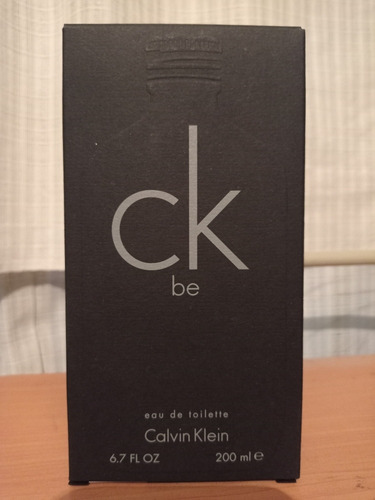 ck
be
eau de toilette
Calvin Klein
6.7 FL OZ 200 ml ℮